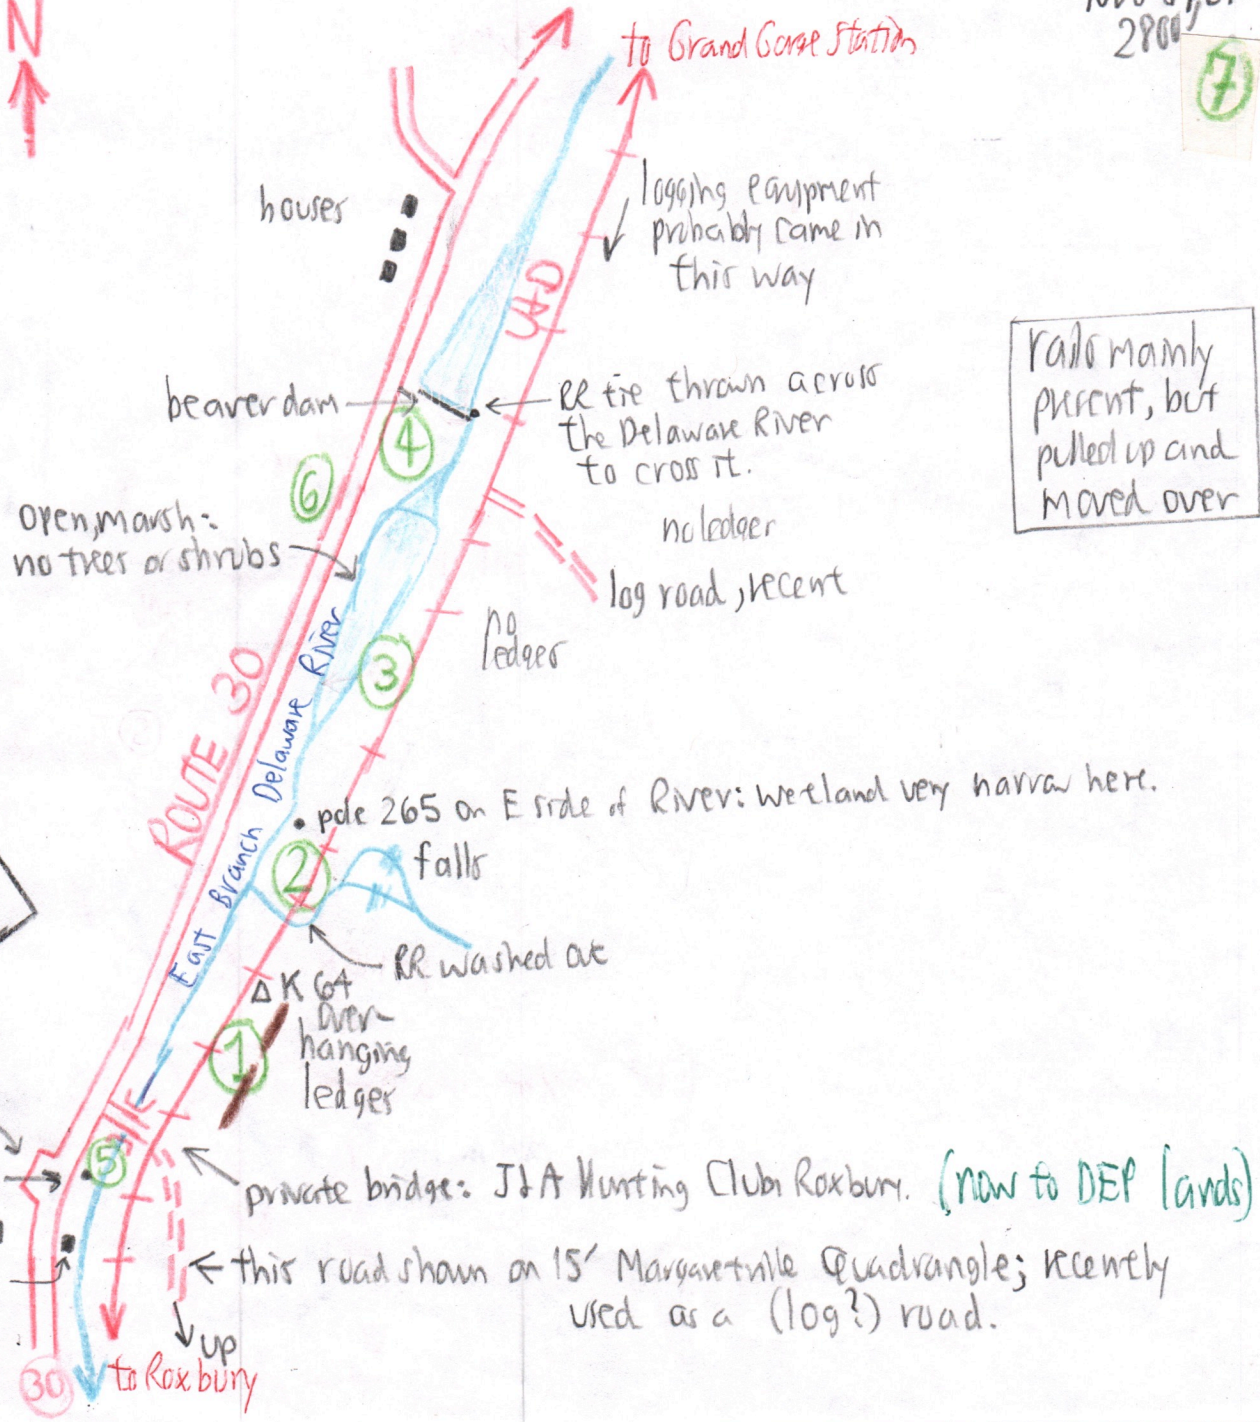 N
to Grand Gorge Station
2800'
7
houses
logging equipment
probably came in
this way
U+D
rails mainly
present, but
pulled up and
moved over
beaver dam
RR tie thrown across
the Delaware River
to cross it.
4
6
open, marsh:
no trees or shrubs
no ledges
log road, recent
no
ledges
3
ROUTE 30
East Branch Delaware River
pole 265 on E side of River: wetland very narrow here.
2
falls
RR washed out
Δ K 64
over-
hanging
ledges
1
5
private bridge: J&A Hunting Club, Roxbury. (now to DEP lands)
this road shown on 15' Margaretville Quadrangle; recently
used as a (log?) road.
up
30
to Roxbury